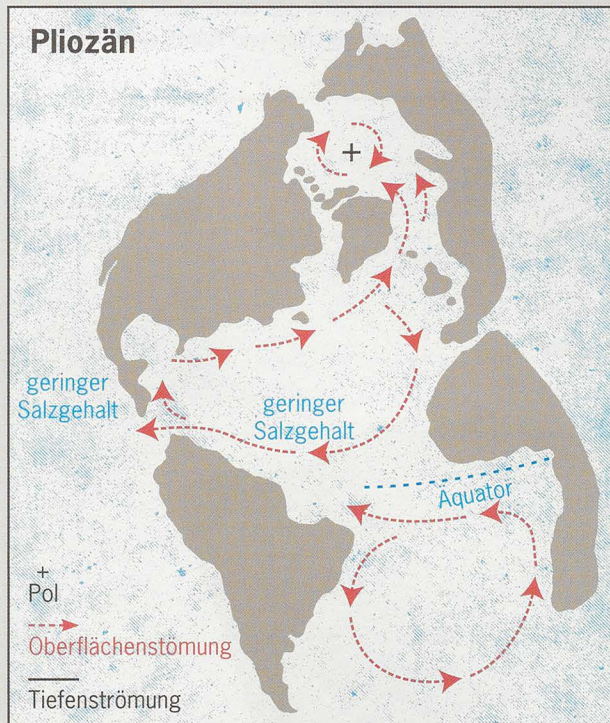 Pliozän
geringer
Salzgehalt
geringer
Salzgehalt
Äquator
+
Pol
Oberflächenstömung
Tiefenströmung